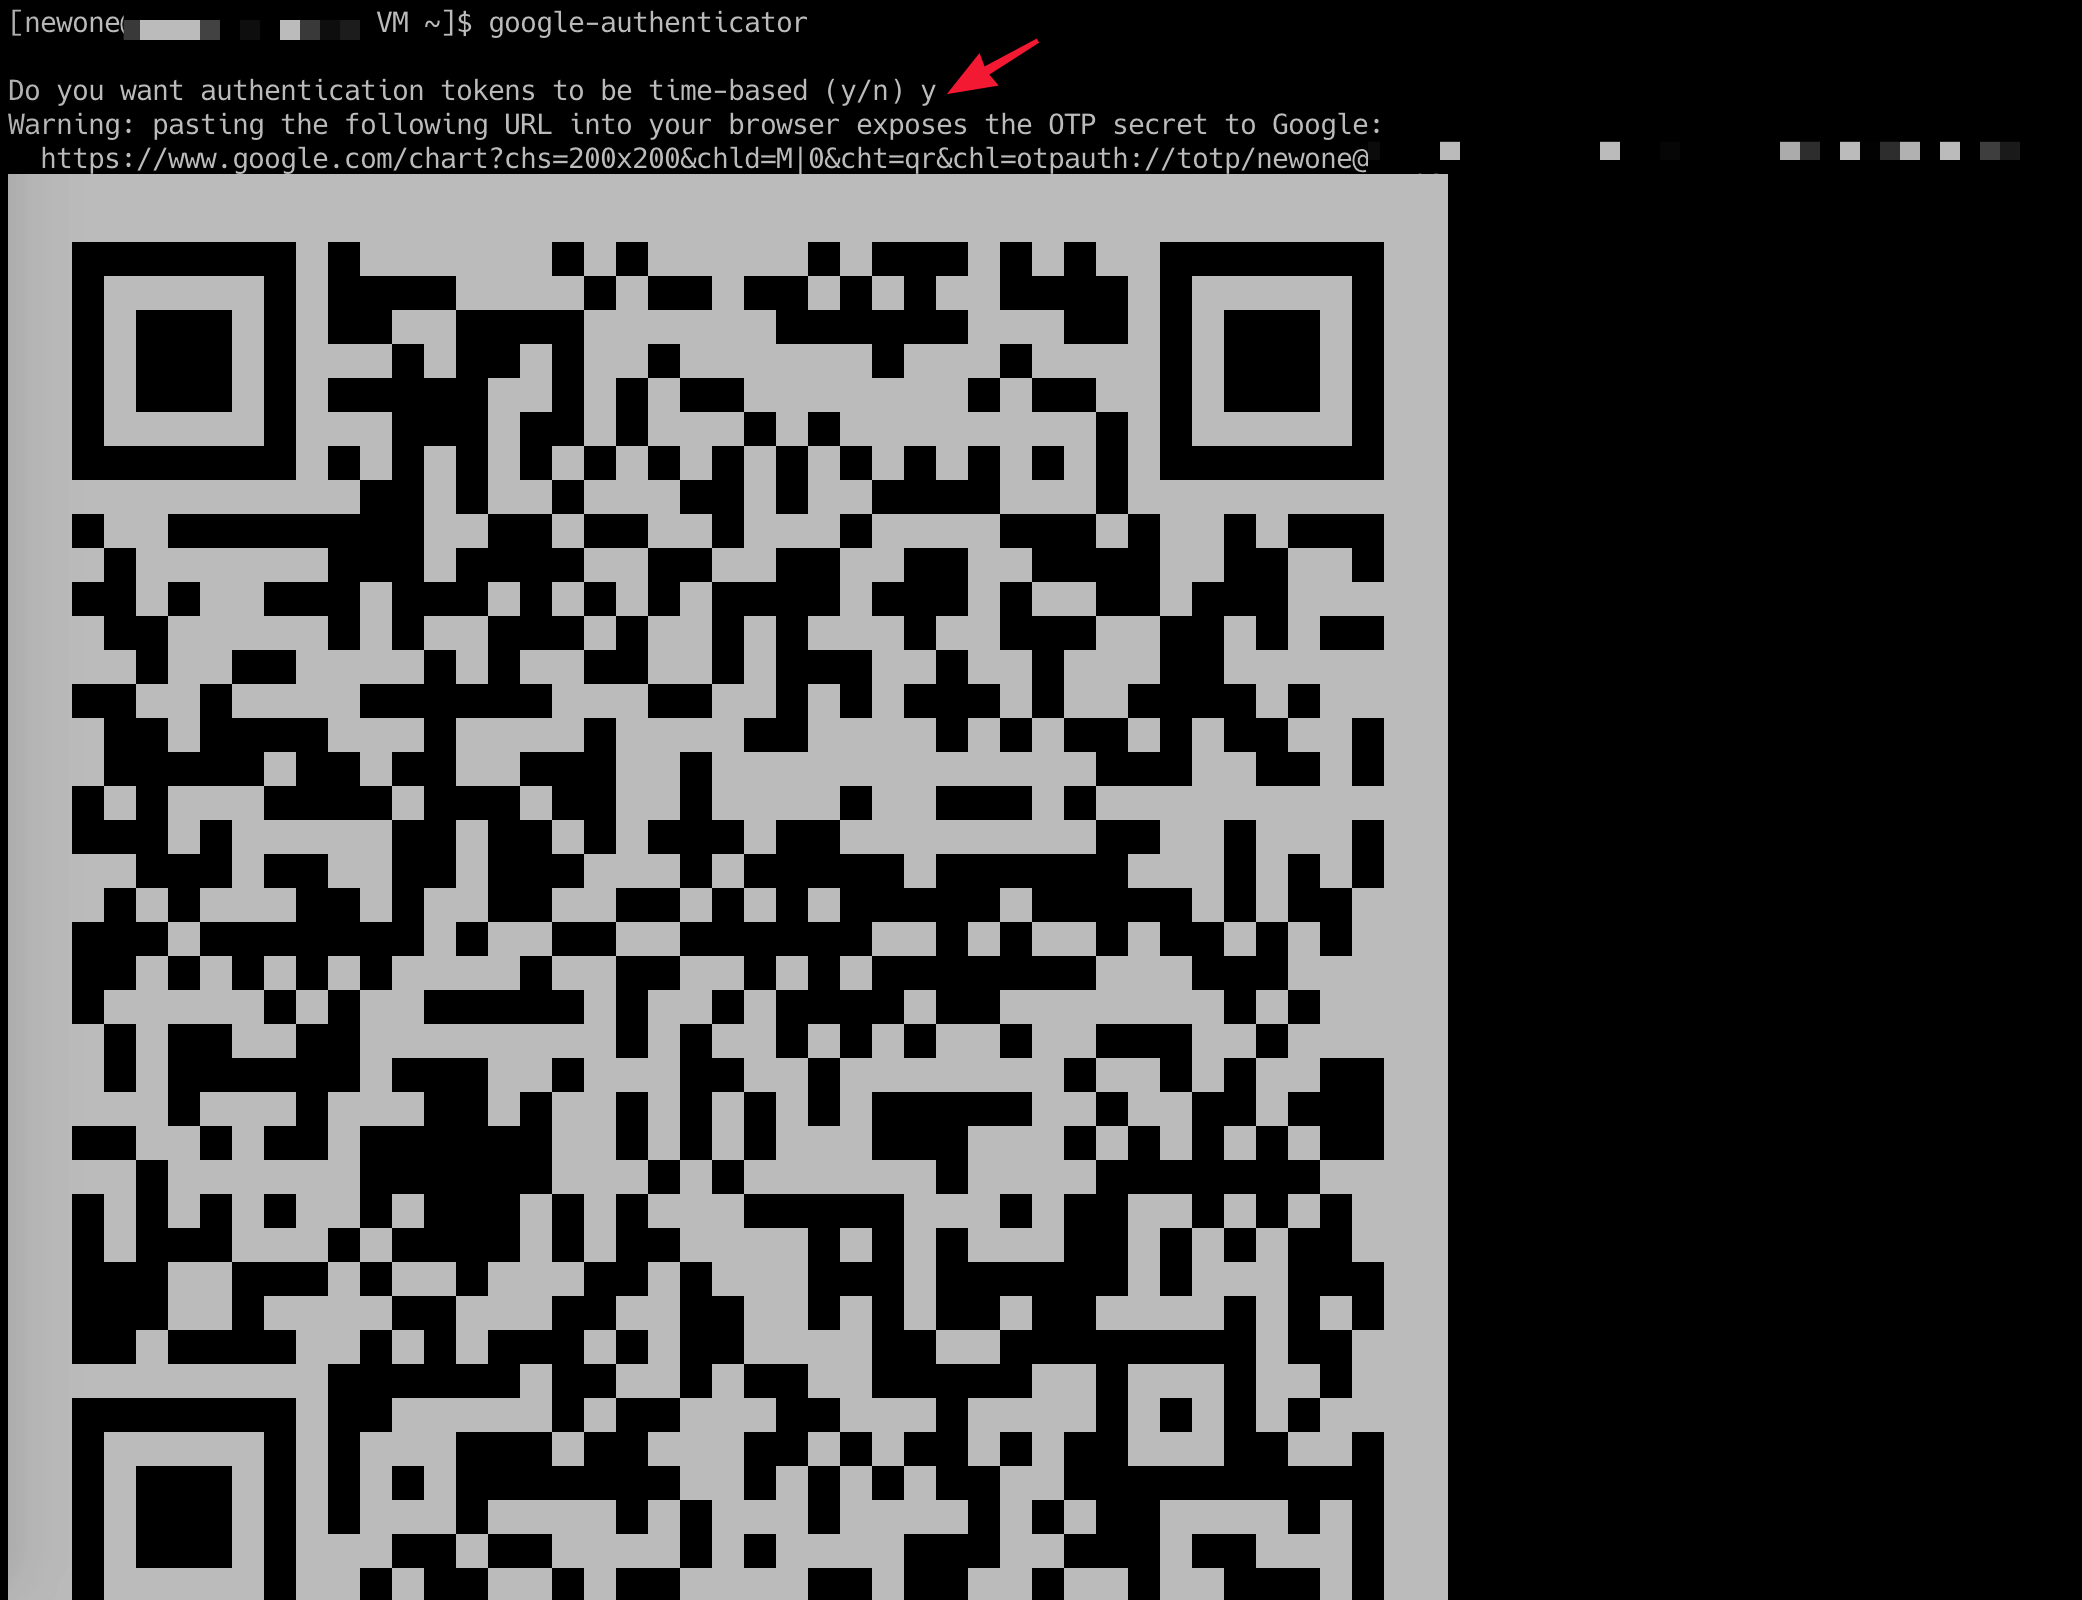 [newone@ VM ~]$ google-authenticator
Do you want authentication tokens to be time-based (y/n) y
Warning: pasting the following URL into your browser exposes the OTP secret to Google:
https://www.google.com/chart?chs=200x200&chld=M|0&cht=qr&chl=otpauth://totp/newone@